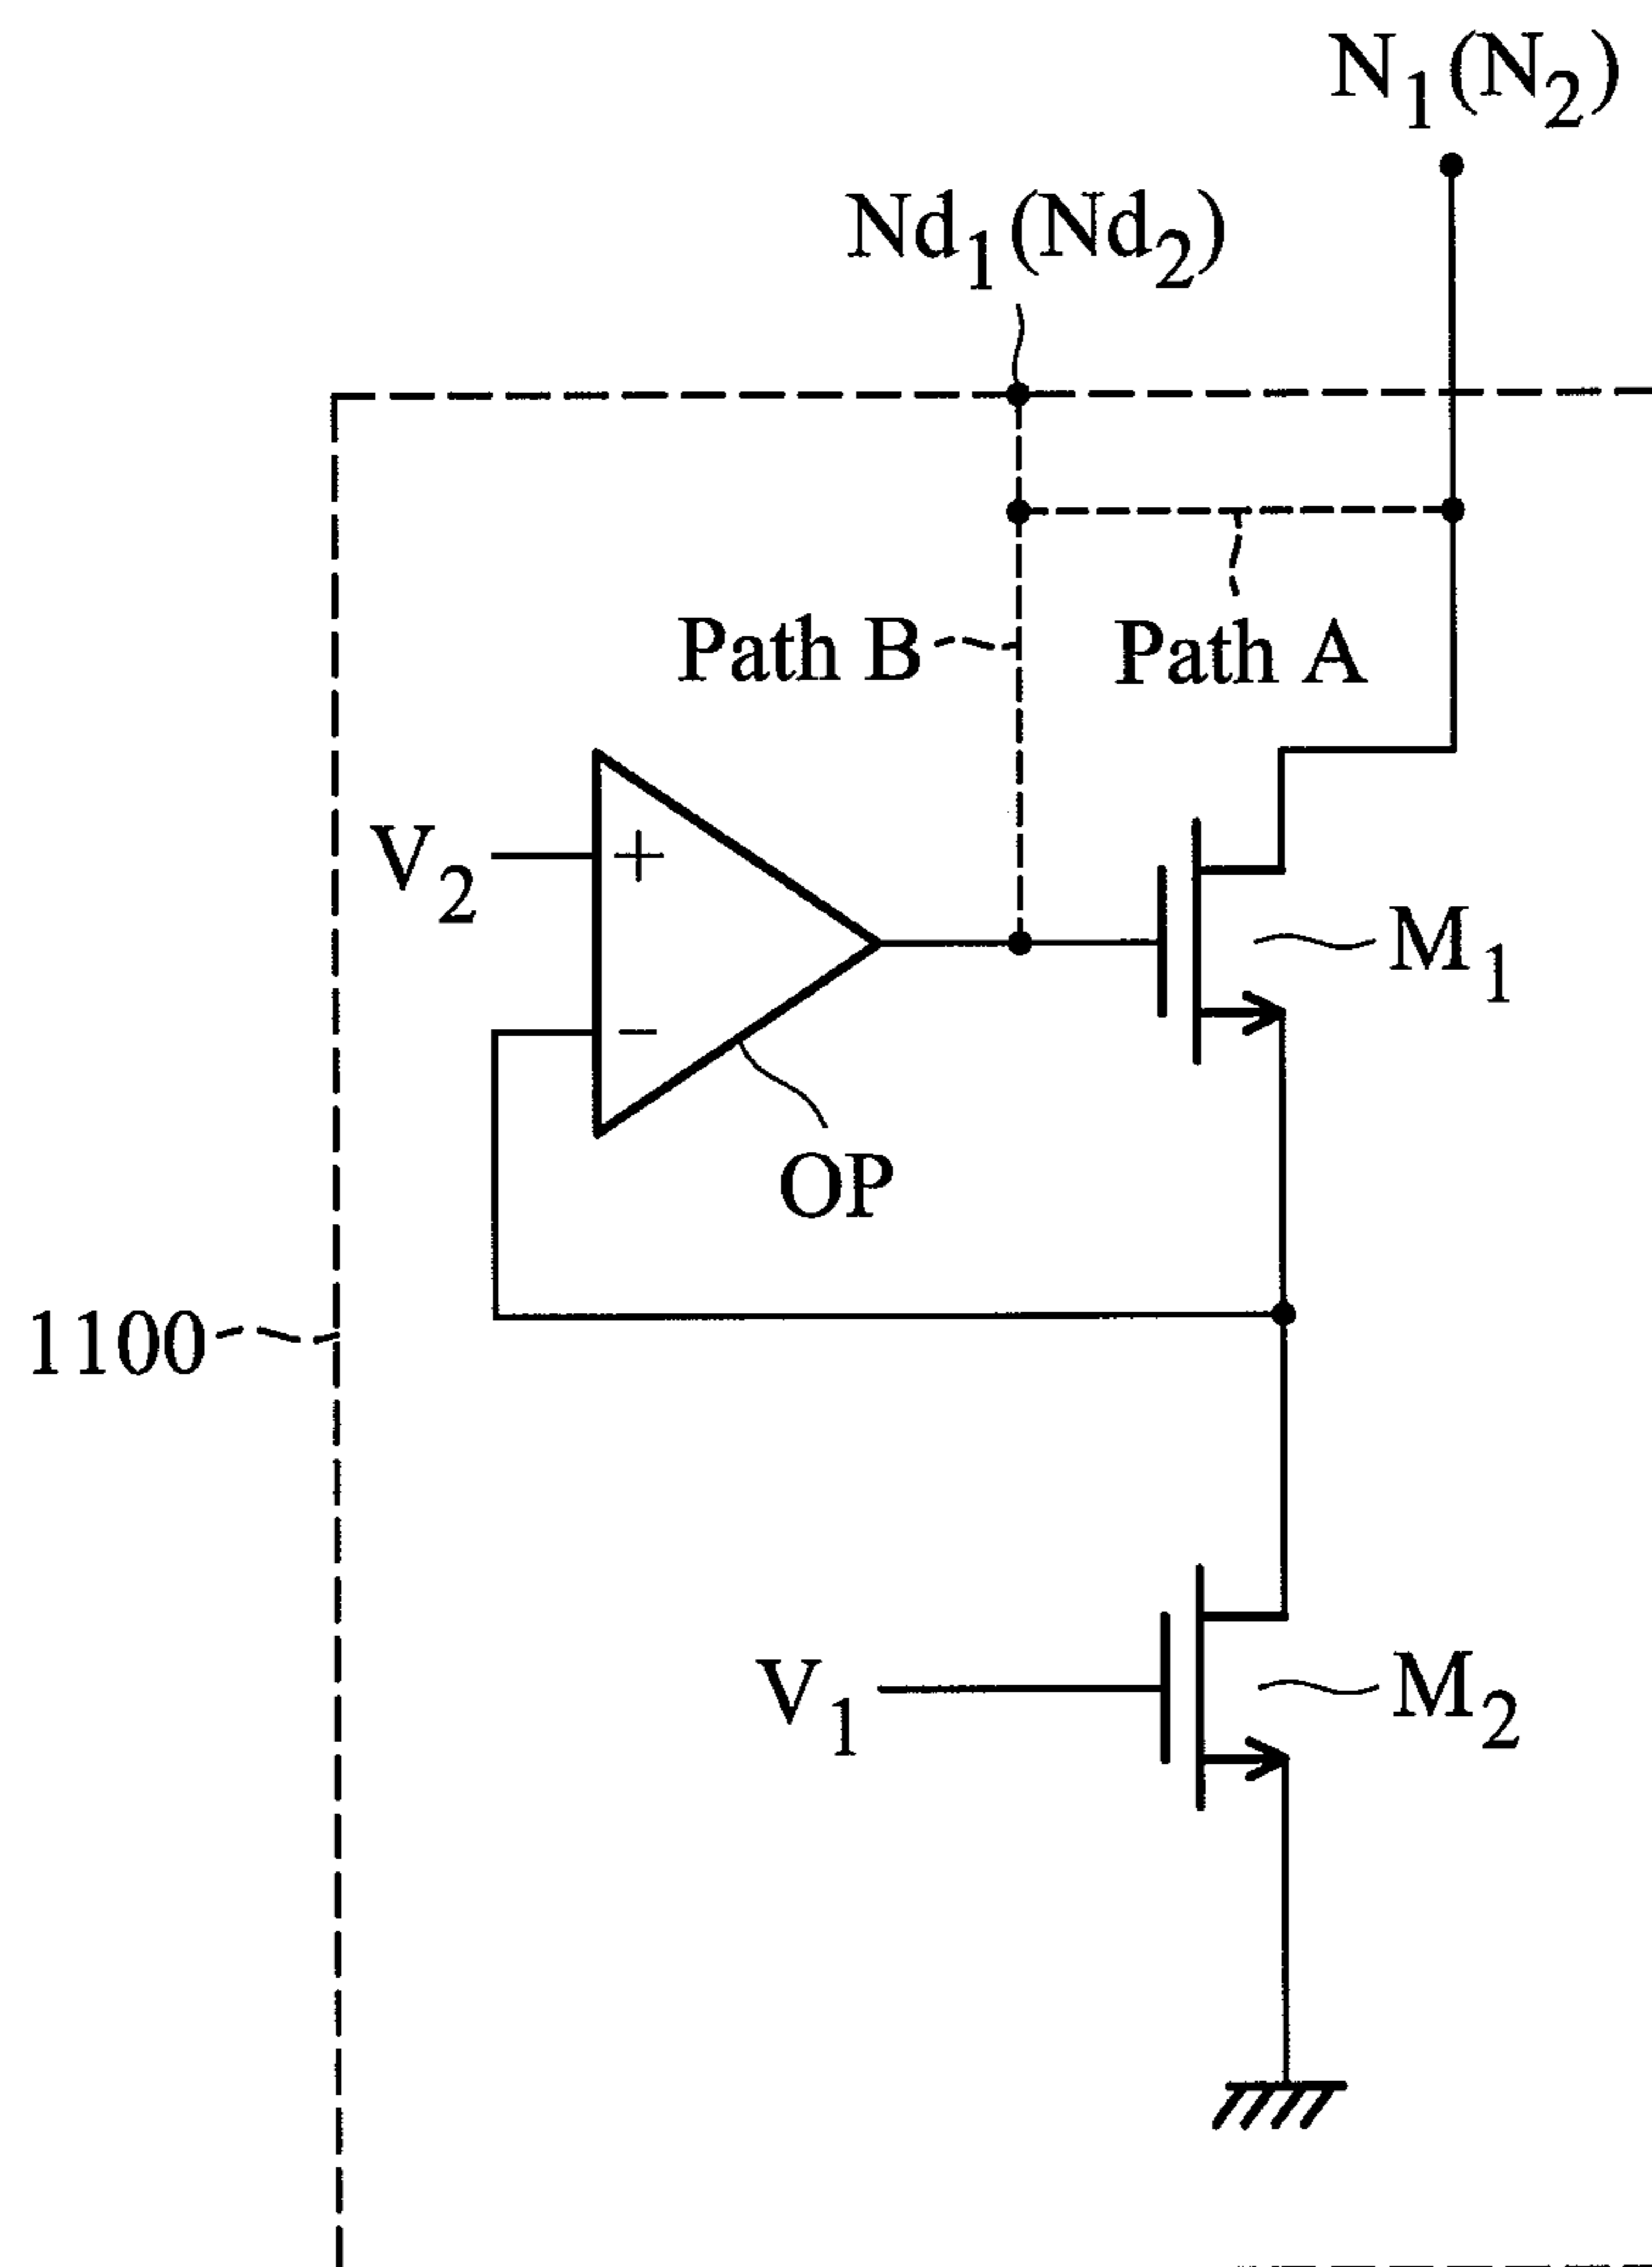 N1(N2)
Nd1(Nd2)
Path B
Path A
V2
+
M1
−
OP
1100
V1
M2